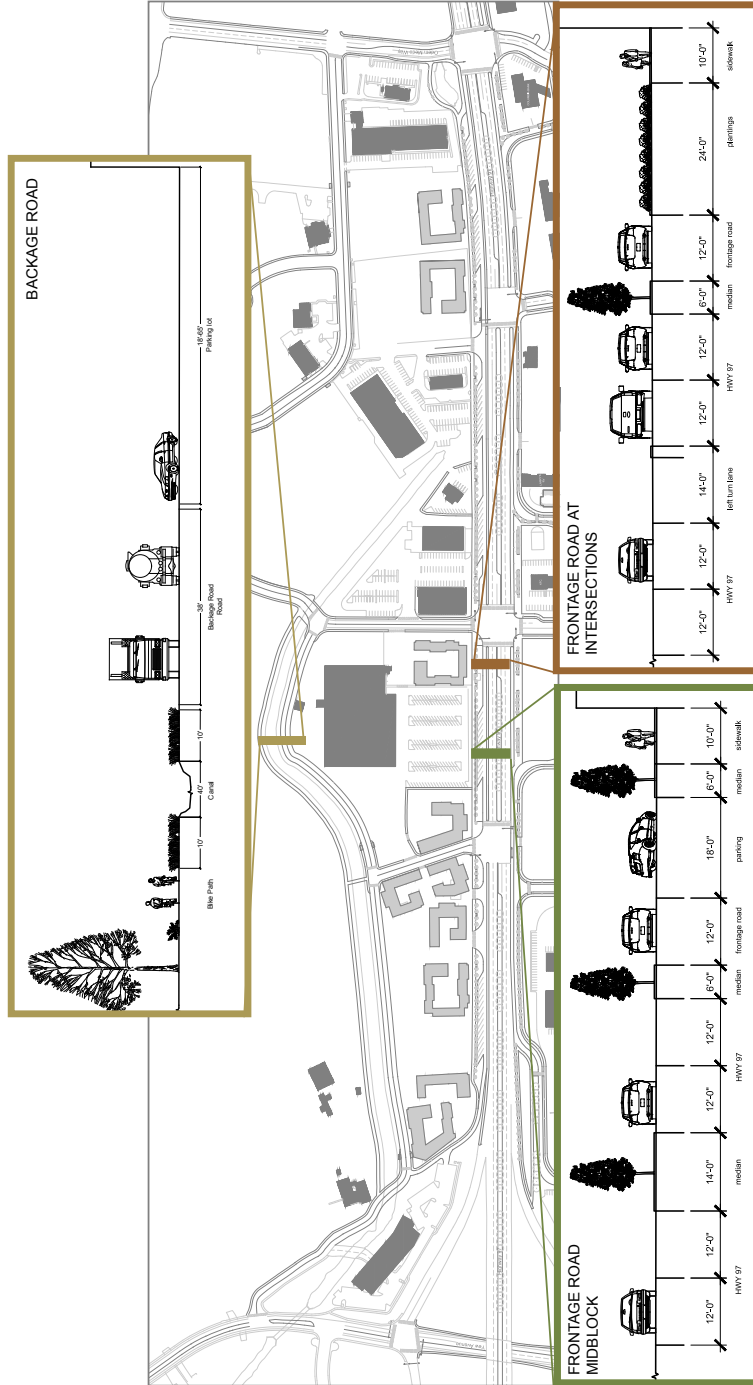 BACKAGE ROAD
Bike Path
10'
40'
Canal
10'
38'
Backage Road
Road
18'-65'
Parking lot
FRONTAGE ROAD
MIDBLOCK
12'-0"
12'-0"
HWY 97
14'-0"
median
12'-0"
12'-0"
HWY 97
6'-0"
median
12'-0"
frontage road
18'-0"
parking
6'-0"
median
10'-0"
sidewalk
FRONTAGE ROAD AT
INTERSECTIONS
12'-0"
12'-0"
HWY 97
14'-0"
left turn lane
12'-0"
12'-0"
HWY 97
6'-0"
median
12'-0"
frontage road
24'-0"
plantings
10'-0"
sidewalk